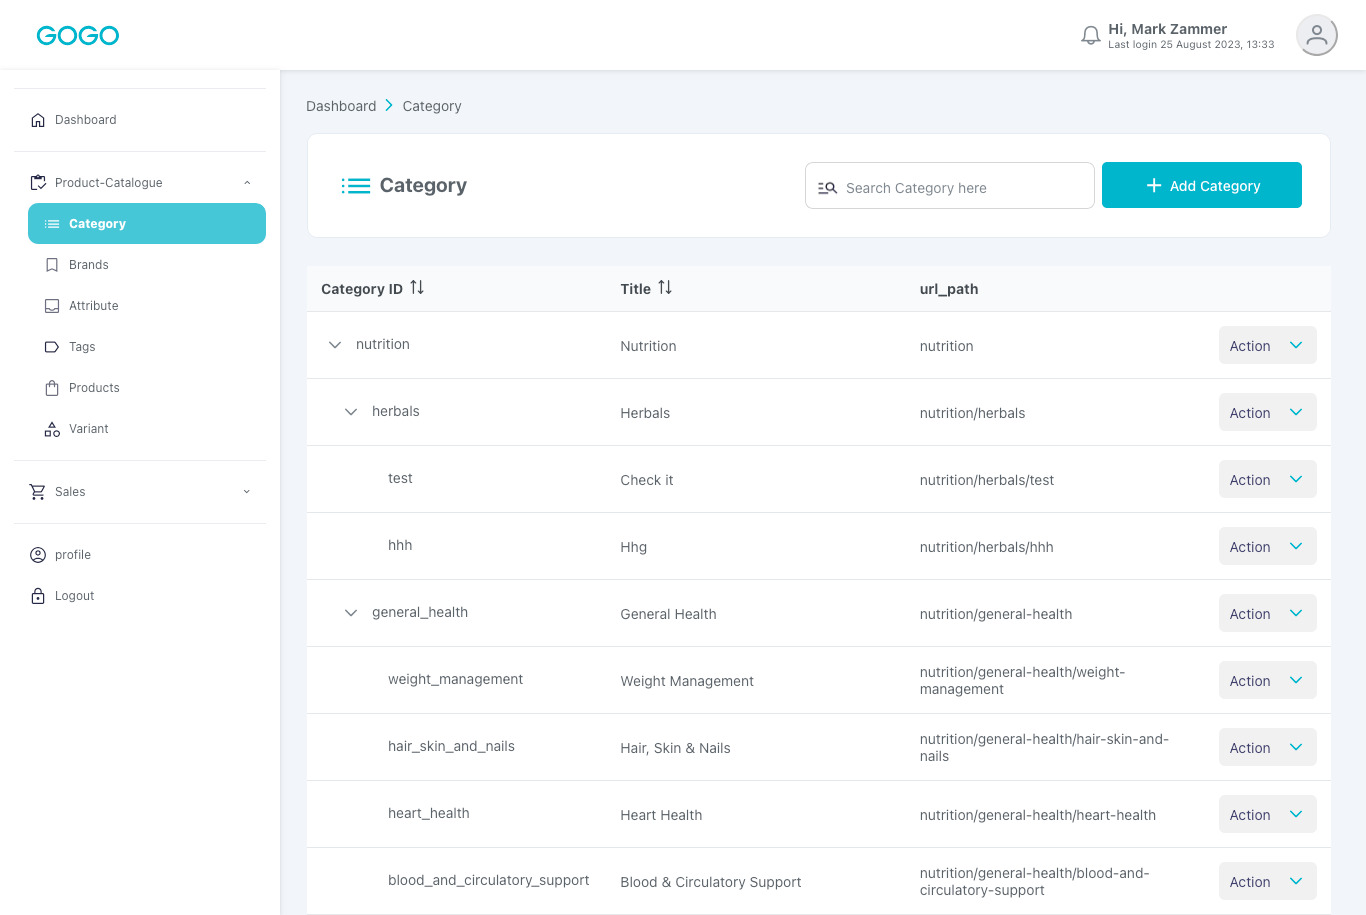 GOGO
Hi, Mark Zammer
Last login 25 August 2023, 13:33
Dashboard
Product-Catalogue
Category
Brands
Attribute
Tags
Products
Variant
Sales
profile
Logout
Dashboard Category
Category
Search Category here
Add Category
Category ID Title url_path
nutrition Nutrition nutrition Action
herbals Herbals nutrition/herbals Action
test Check it nutrition/herbals/test Action
hhh Hhg nutrition/herbals/hhh Action
general_health General Health nutrition/general-health Action
weight_management Weight Management nutrition/general-health/weight-
management Action
hair_skin_and_nails Hair, Skin & Nails nutrition/general-health/hair-skin-and-
nails Action
heart_health Heart Health nutrition/general-health/heart-health Action
blood_and_circulatory_support Blood & Circulatory Support nutrition/general-health/blood-and-
circulatory-support Action